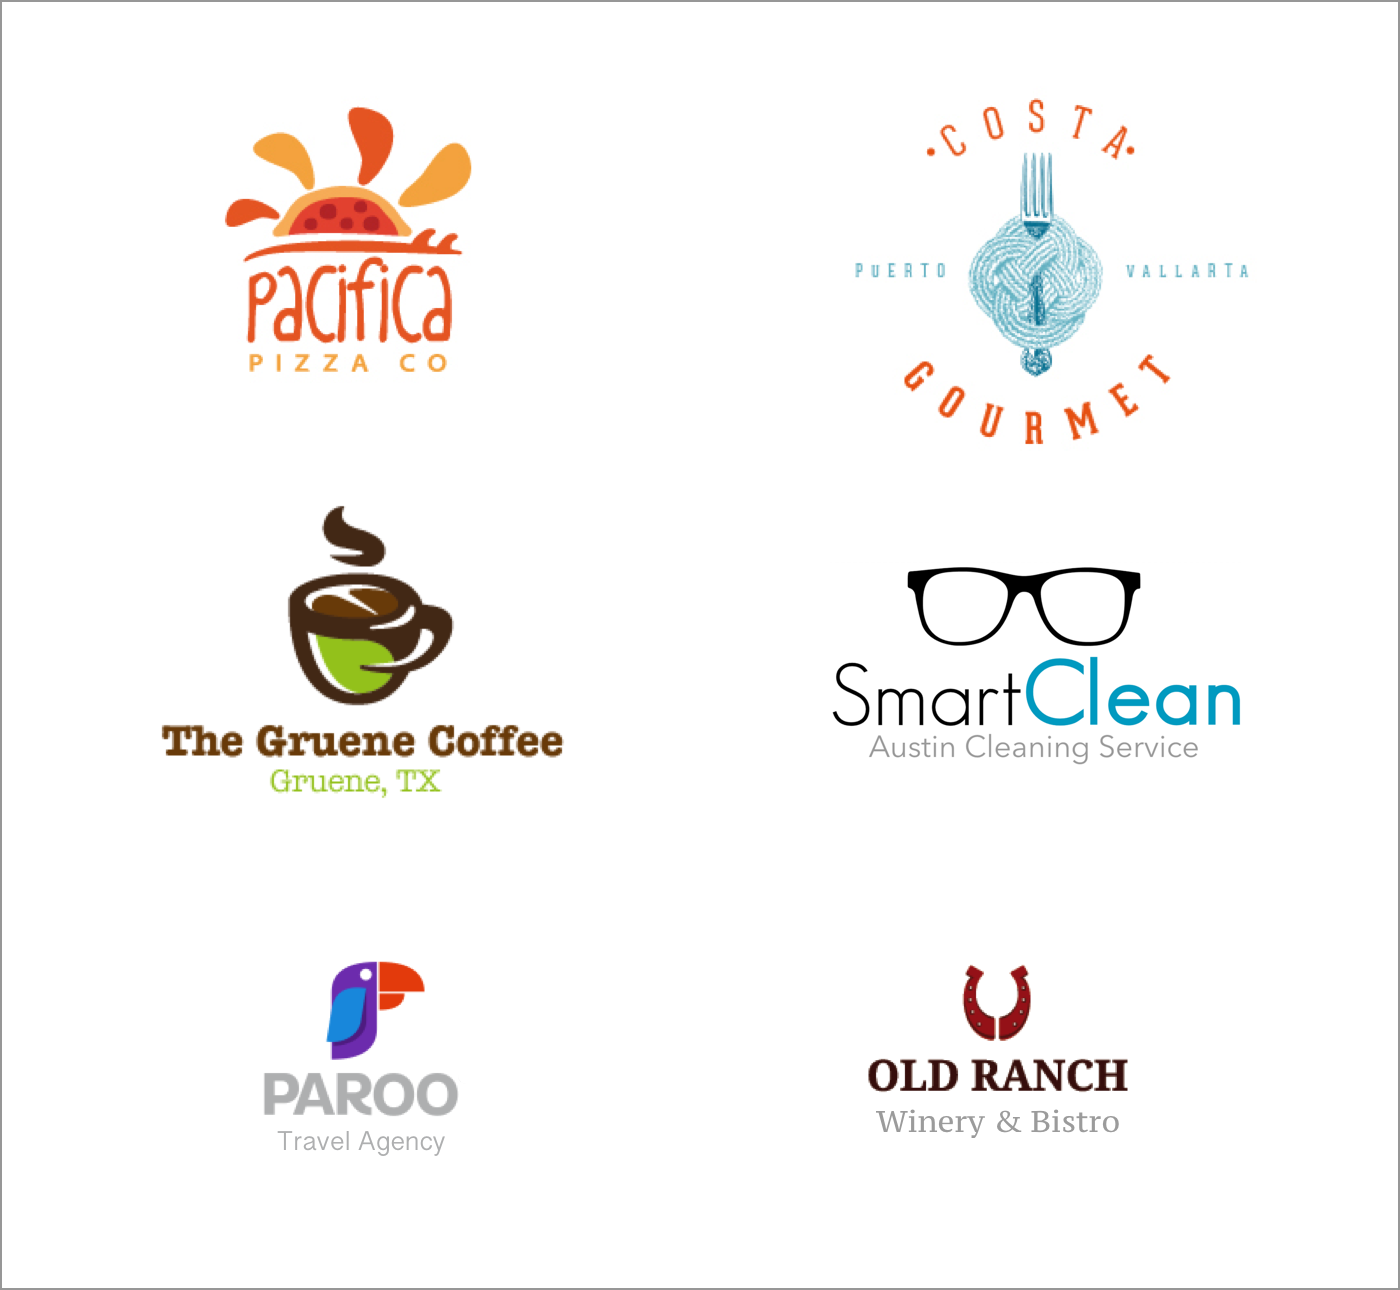 Pacifica
PIZZA CO
COSTA
PUERTO VALLARTA
GOURMET
The Gruene Coffee
Gruene, TX
SmartClean
Austin Cleaning Service
PAROO
Travel Agency
OLD RANCH
Winery & Bistro